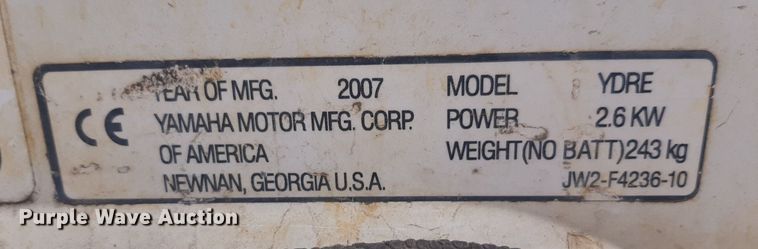 YEAR OF MFG. 2007 MODEL YDRE
CE YAMAHA MOTOR MFG. CORP. POWER 2.6 KW
OF AMERICA WEIGHT(NO BATT)243 kg
NEWNAN, GEORGIA U.S.A. JW2-F4236-10
Purple Wave Auction